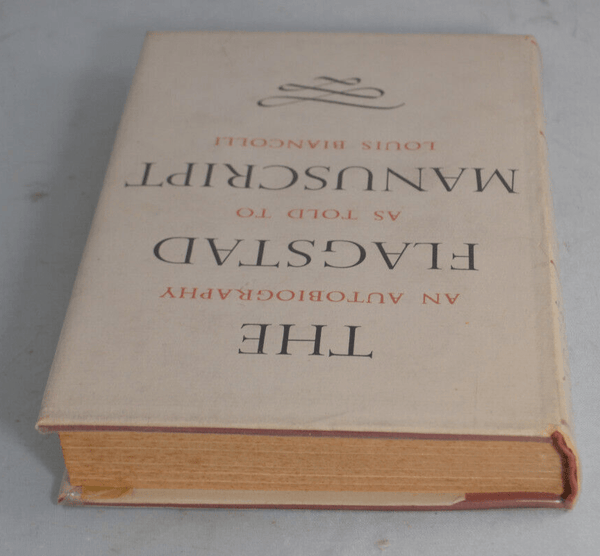 THE
AN AUTOBIOGRAPHY
FLAGSTAD
AS TOLD TO
MANUSCRIPT
LOUIS BIANCOLLI